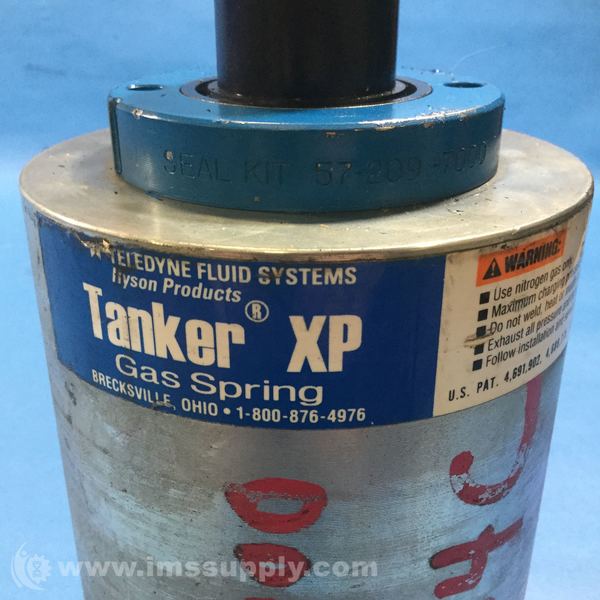 SEAL KIT 57-209-7000
TELEDYNE FLUID SYSTEMS
Hyson Products
Tanker® XP
Gas Spring
BRECKSVILLE, OHIO • 1-800-876-4976
WARNING:
Use nitrogen gas only
Maximum charging
Do not weld, heat or
Exhaust all pressure
Follow installation
U.S. PAT. 4,691,902,
www.imssupply.com